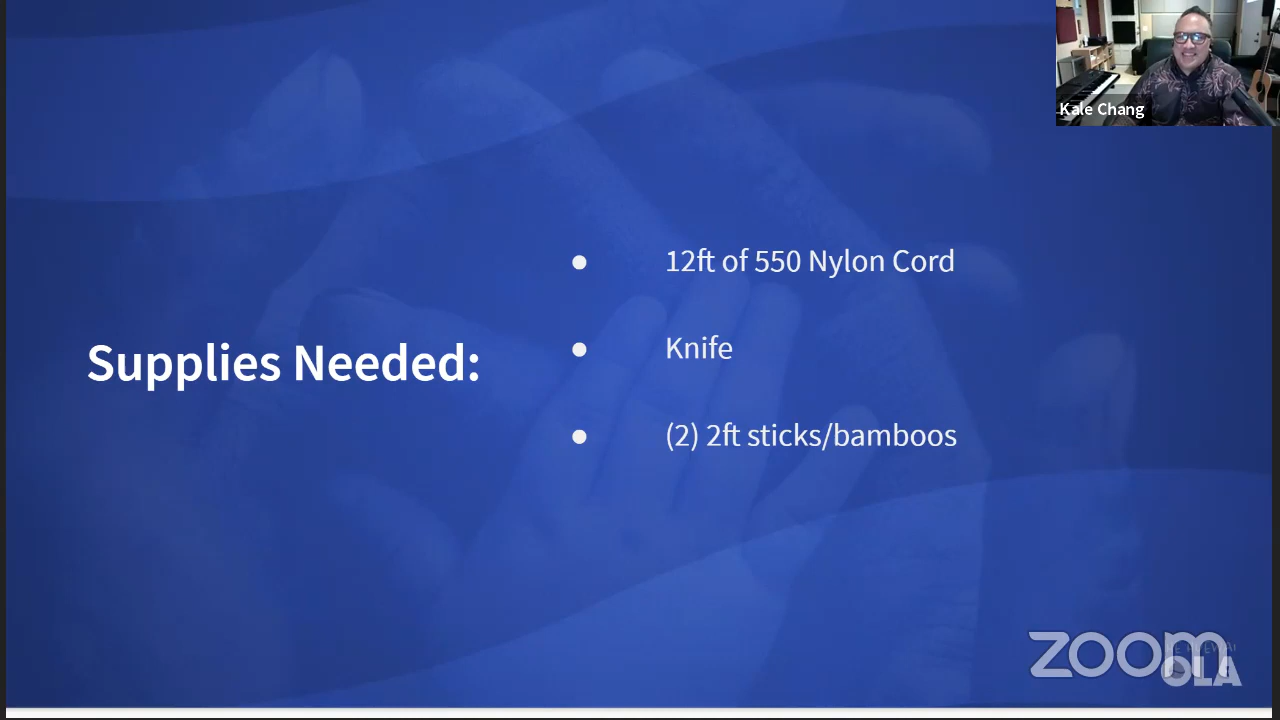 Kale Chang
12ft of 550 Nylon Cord
Knife
Supplies Needed:
(2) 2ft sticks/bamboos
zoom
OLA